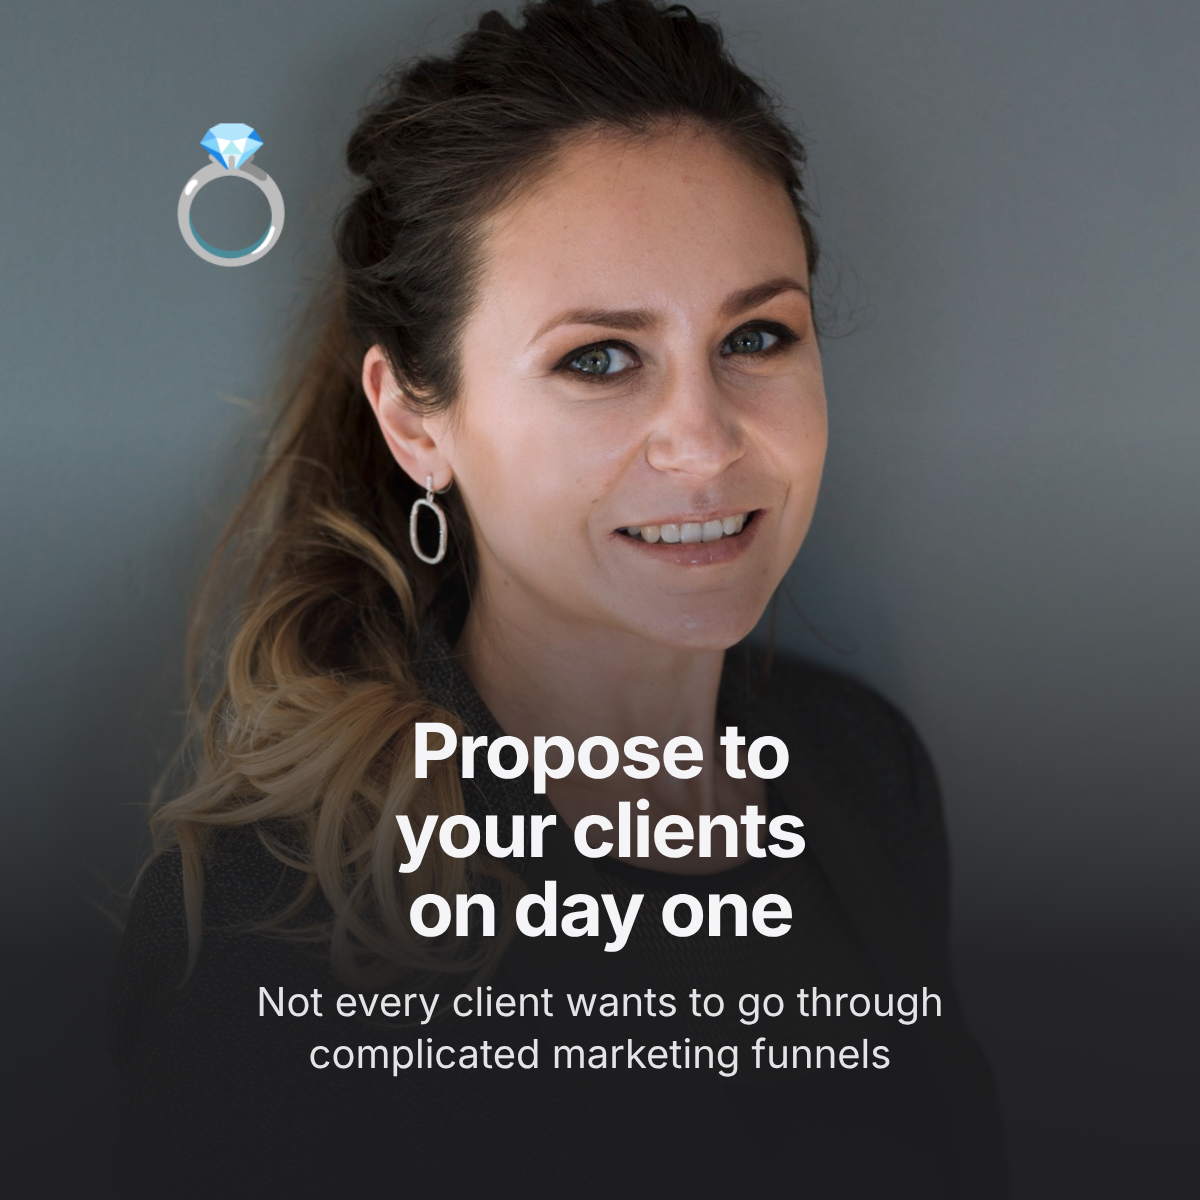 Propose to
your clients
on day one
Not every client wants to go through
complicated marketing funnels